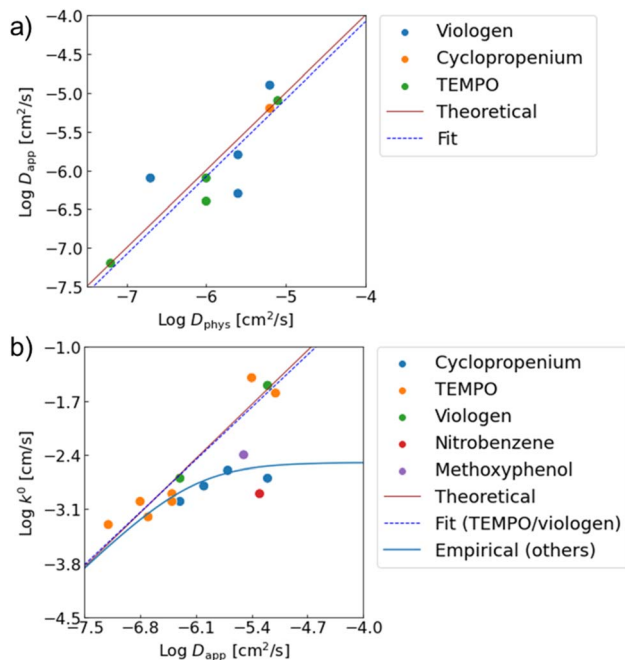 a)
−4.0
−4.5
−5.0
−5.5
−6.0
−6.5
−7.0
−7.5
Log Dapp [cm²/s]
−7
−6
−5
−4
Log Dphys [cm²/s]
Viologen
Cyclopropenium
TEMPO
Theoretical
Fit
b)
−1.0
−1.7
−2.4
−3.1
−3.8
−4.5
Log k⁰ [cm/s]
−7.5
−6.8
−6.1
−5.4
−4.7
−4.0
Log Dapp [cm²/s]
Cyclopropenium
TEMPO
Viologen
Nitrobenzene
Methoxyphenol
Theoretical
Fit (TEMPO/viologen)
Empirical (others)